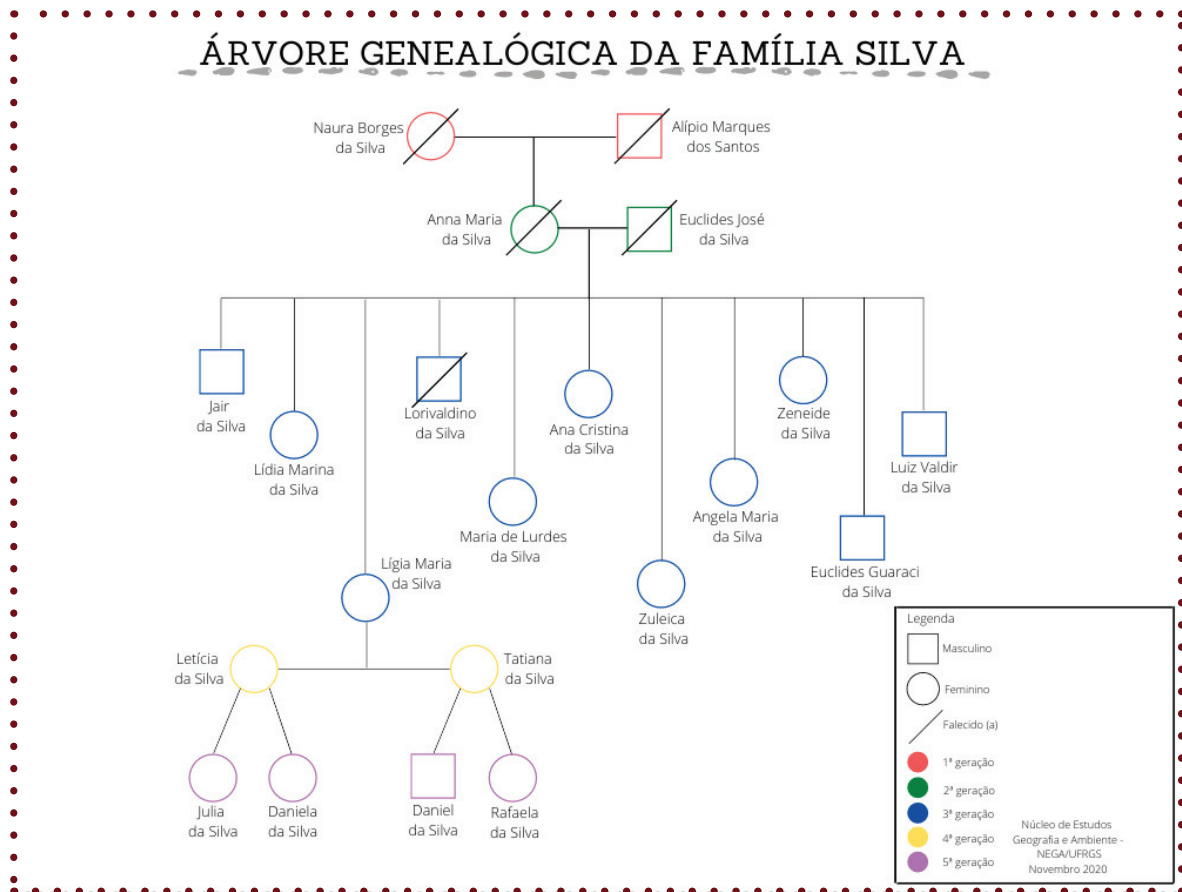 ÁRVORE GENEALÓGICA DA FAMÍLIA SILVA
Naura Borges
da Silva
Alípio Marques
dos Santos
Anna Maria
da Silva
Euclides José
da Silva
Jair
da Silva
Lídia Marina
da Silva
Lígia Maria
da Silva
Lorivaldino
da Silva
Maria de Lurdes
da Silva
Ana Cristina
da Silva
Zuleica
da Silva
Angela Maria
da Silva
Zeneide
da Silva
Euclides Guaraci
da Silva
Luiz Valdir
da Silva
Letícia
da Silva
Tatiana
da Silva
Julia
da Silva
Daniela
da Silva
Daniel
da Silva
Rafaela
da Silva
Legenda
Masculino
Feminino
Falecido (a)
1ª geração
2ª geração
3ª geração
4ª geração
5ª geração
Núcleo de Estudos
Geografia e Ambiente -
NEGA/UFRGS
Novembro 2020